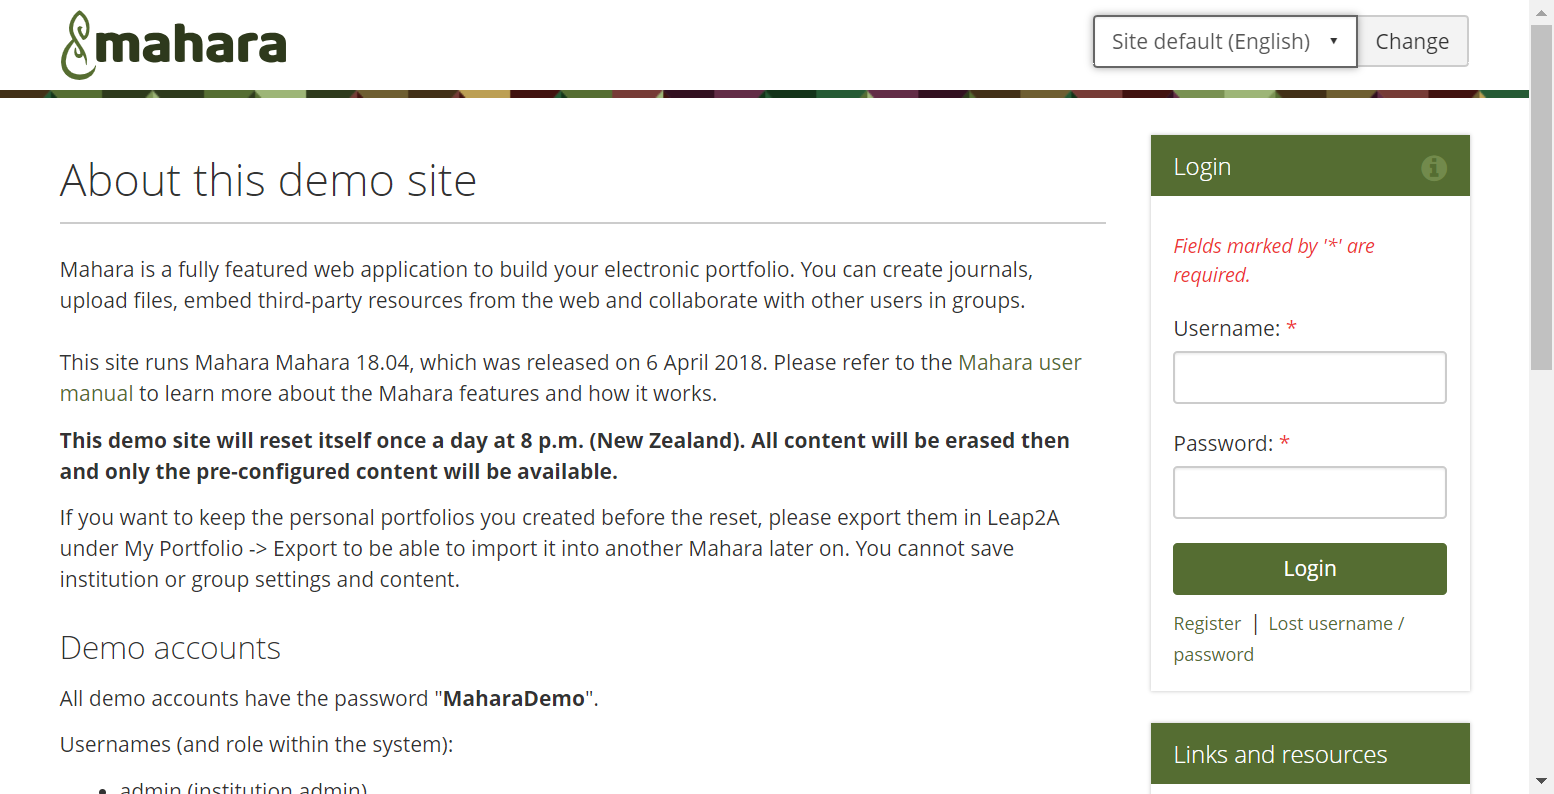 mahara
Site default (English)
Change
About this demo site
Mahara is a fully featured web application to build your electronic portfolio. You can create journals,
upload files, embed third-party resources from the web and collaborate with other users in groups.
This site runs Mahara Mahara 18.04, which was released on 6 April 2018. Please refer to the Mahara user
manual to learn more about the Mahara features and how it works.
This demo site will reset itself once a day at 8 p.m. (New Zealand). All content will be erased then
and only the pre-configured content will be available.
If you want to keep the personal portfolios you created before the reset, please export them in Leap2A
under My Portfolio -> Export to be able to import it into another Mahara later on. You cannot save
institution or group settings and content.
Demo accounts
All demo accounts have the password "MaharaDemo".
Usernames (and role within the system):
• admin (institution admin)
Login
Fields marked by '*' are
required.
Username: *
Password: *
Login
Register | Lost username /
password
Links and resources